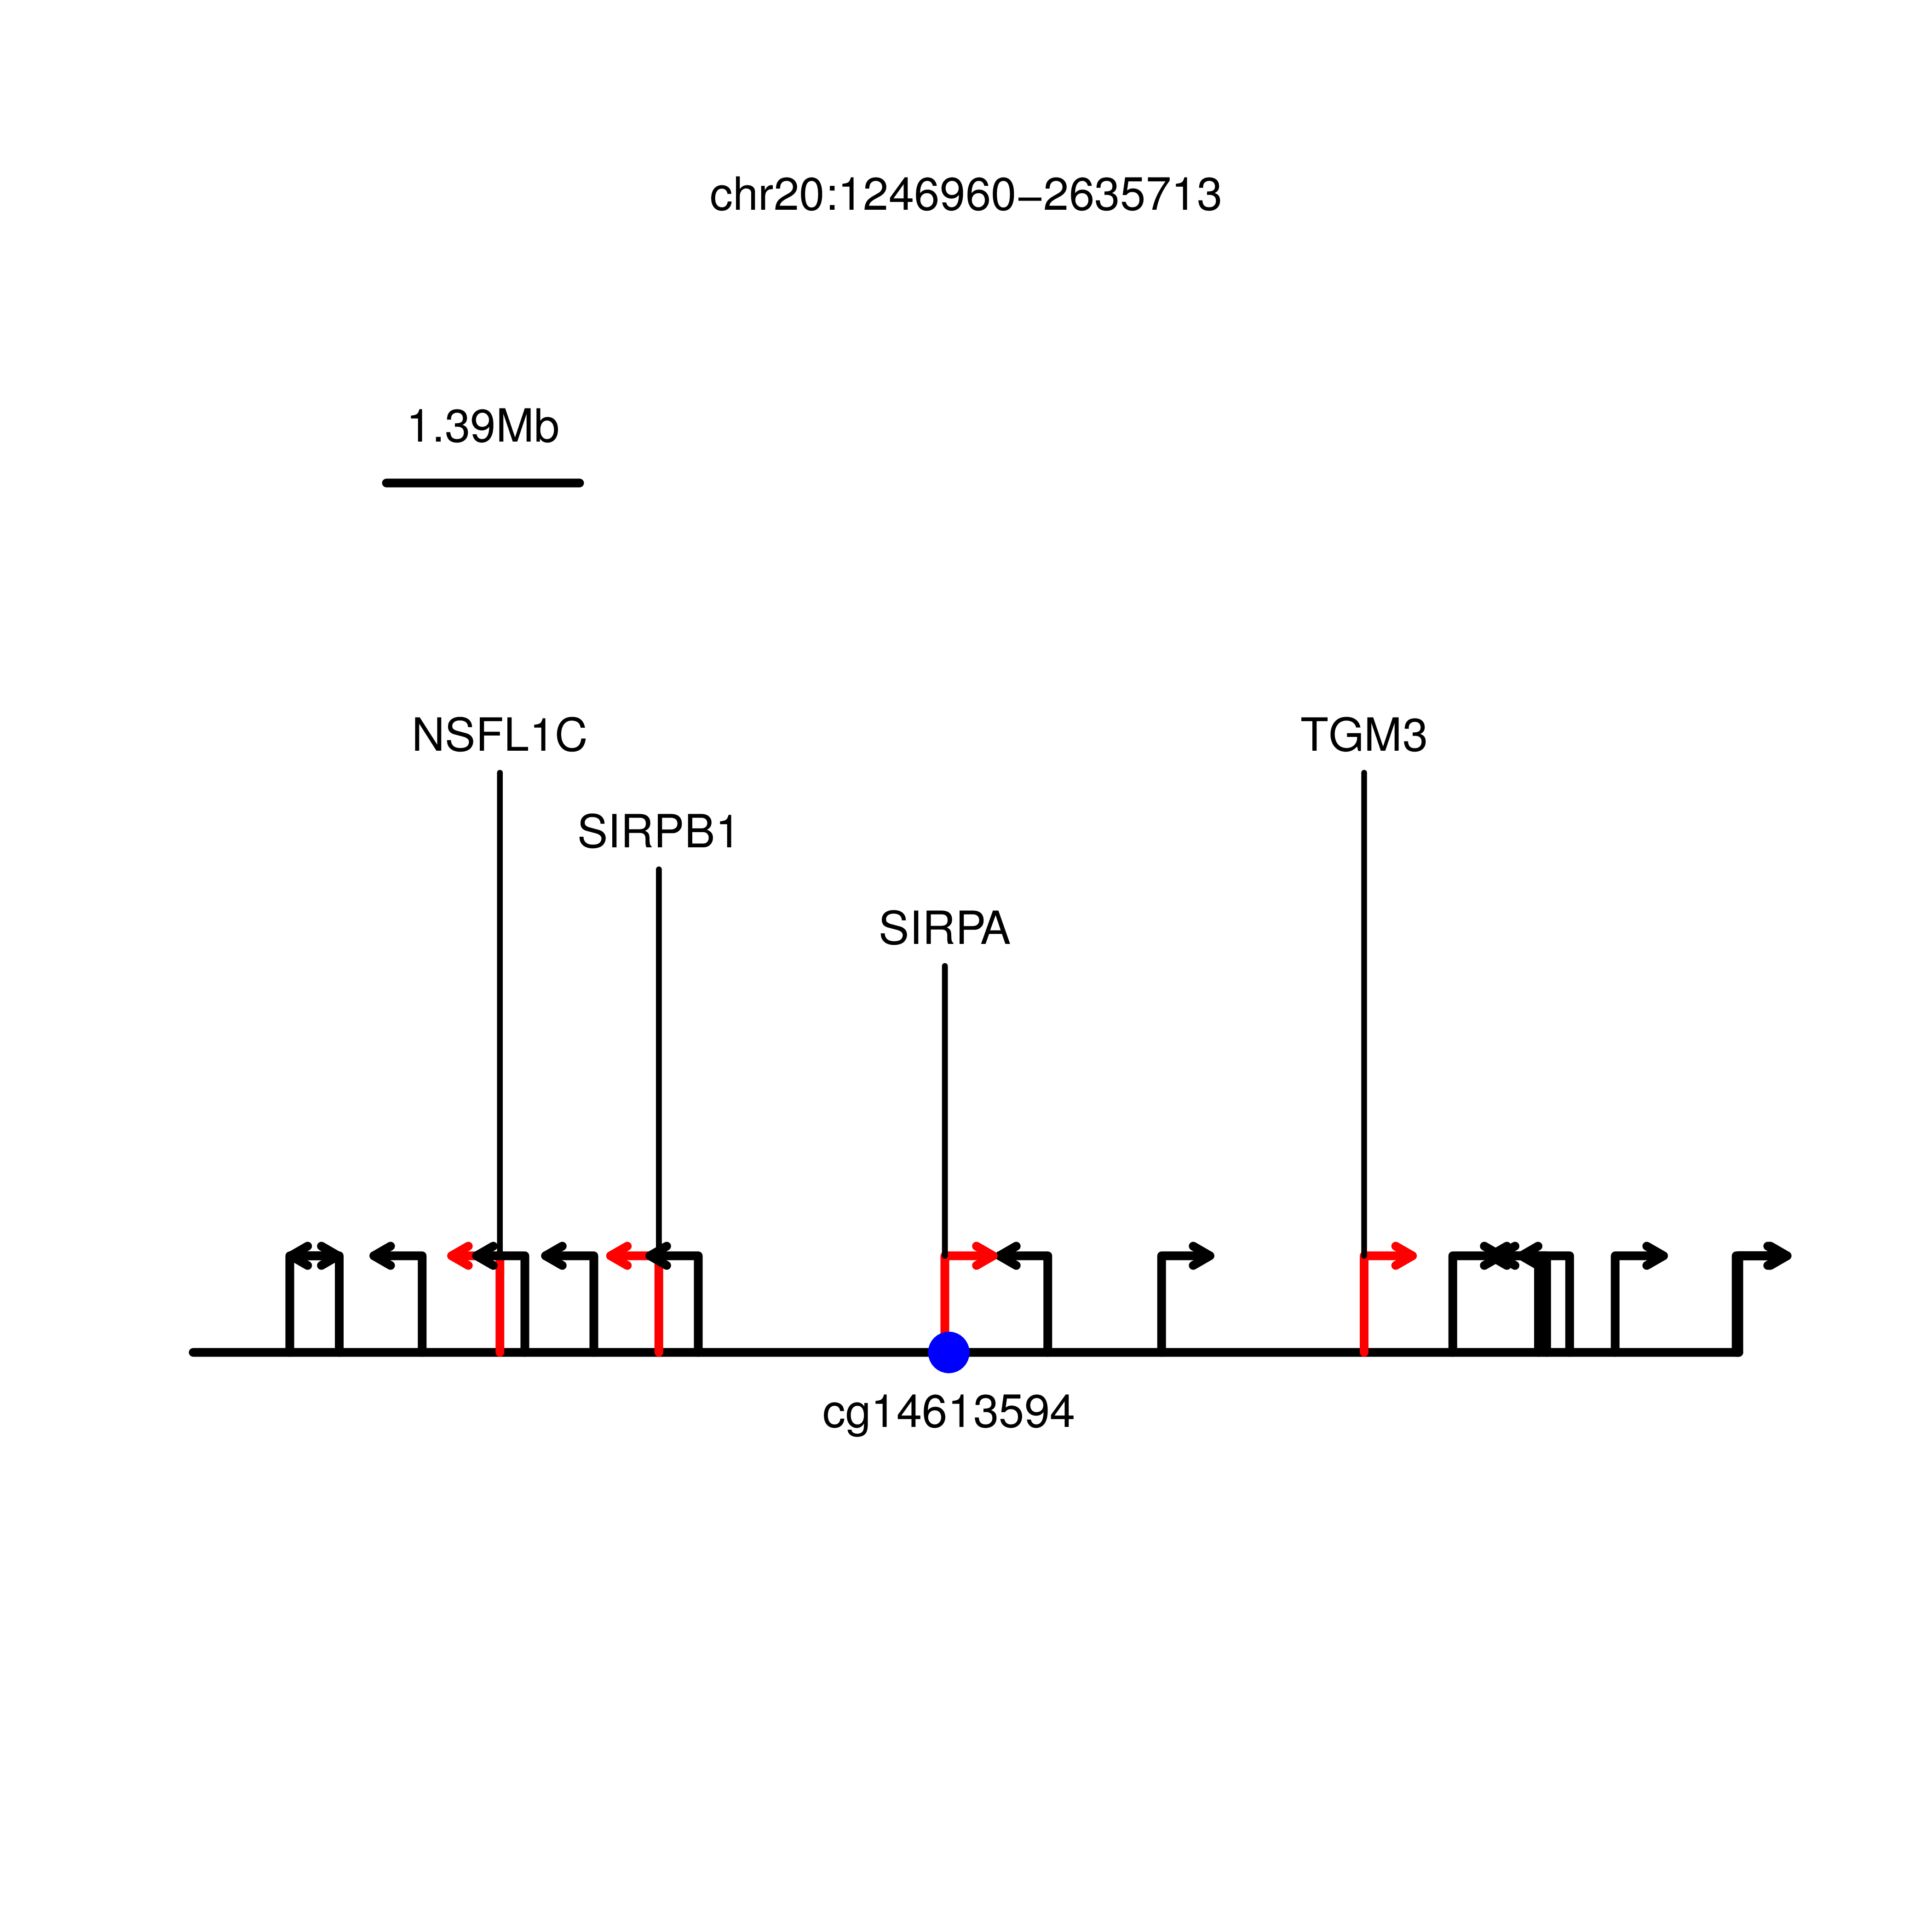 chr20:1246960−2635713
1.39Mb
NSFL1C
TGM3
SIRPB1
SIRPA
cg14613594